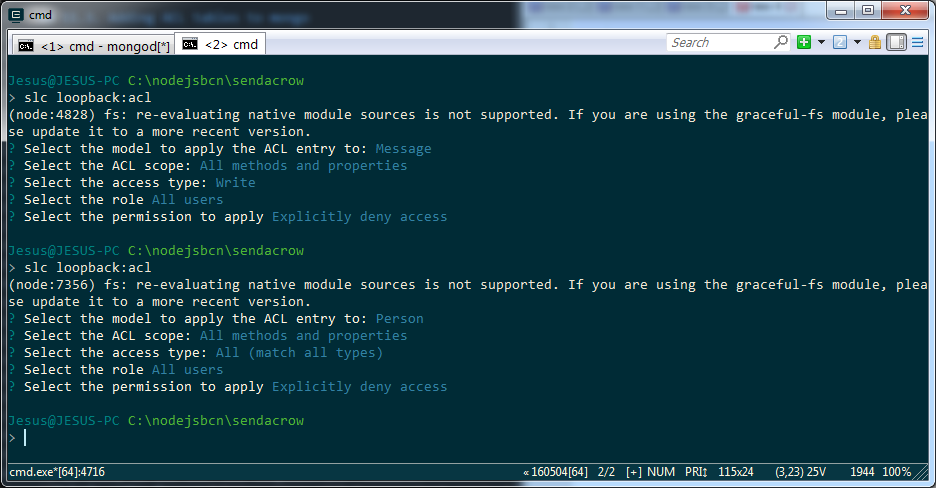 cmd
<1> cmd - mongod[*]
<2> cmd
Search
Jesus@JESUS-PC C:\nodejsbcn\sendacrow
> slc loopback:acl
(node:4828) fs: re-evaluating native module sources is not supported. If you are using the graceful-fs module, plea
se update it to a more recent version.
? Select the model to apply the ACL entry to: Message
? Select the ACL scope: All methods and properties
? Select the access type: Write
? Select the role All users
? Select the permission to apply Explicitly deny access
Jesus@JESUS-PC C:\nodejsbcn\sendacrow
> slc loopback:acl
(node:7356) fs: re-evaluating native module sources is not supported. If you are using the graceful-fs module, plea
se update it to a more recent version.
? Select the model to apply the ACL entry to: Person
? Select the ACL scope: All methods and properties
? Select the access type: All (match all types)
? Select the role All users
? Select the permission to apply Explicitly deny access
Jesus@JESUS-PC C:\nodejsbcn\sendacrow
>
cmd.exe*[64]:4716 « 160504[64] 2/2 [+] NUM PRI↕ 115x24 (3,23) 25V 1944 100%